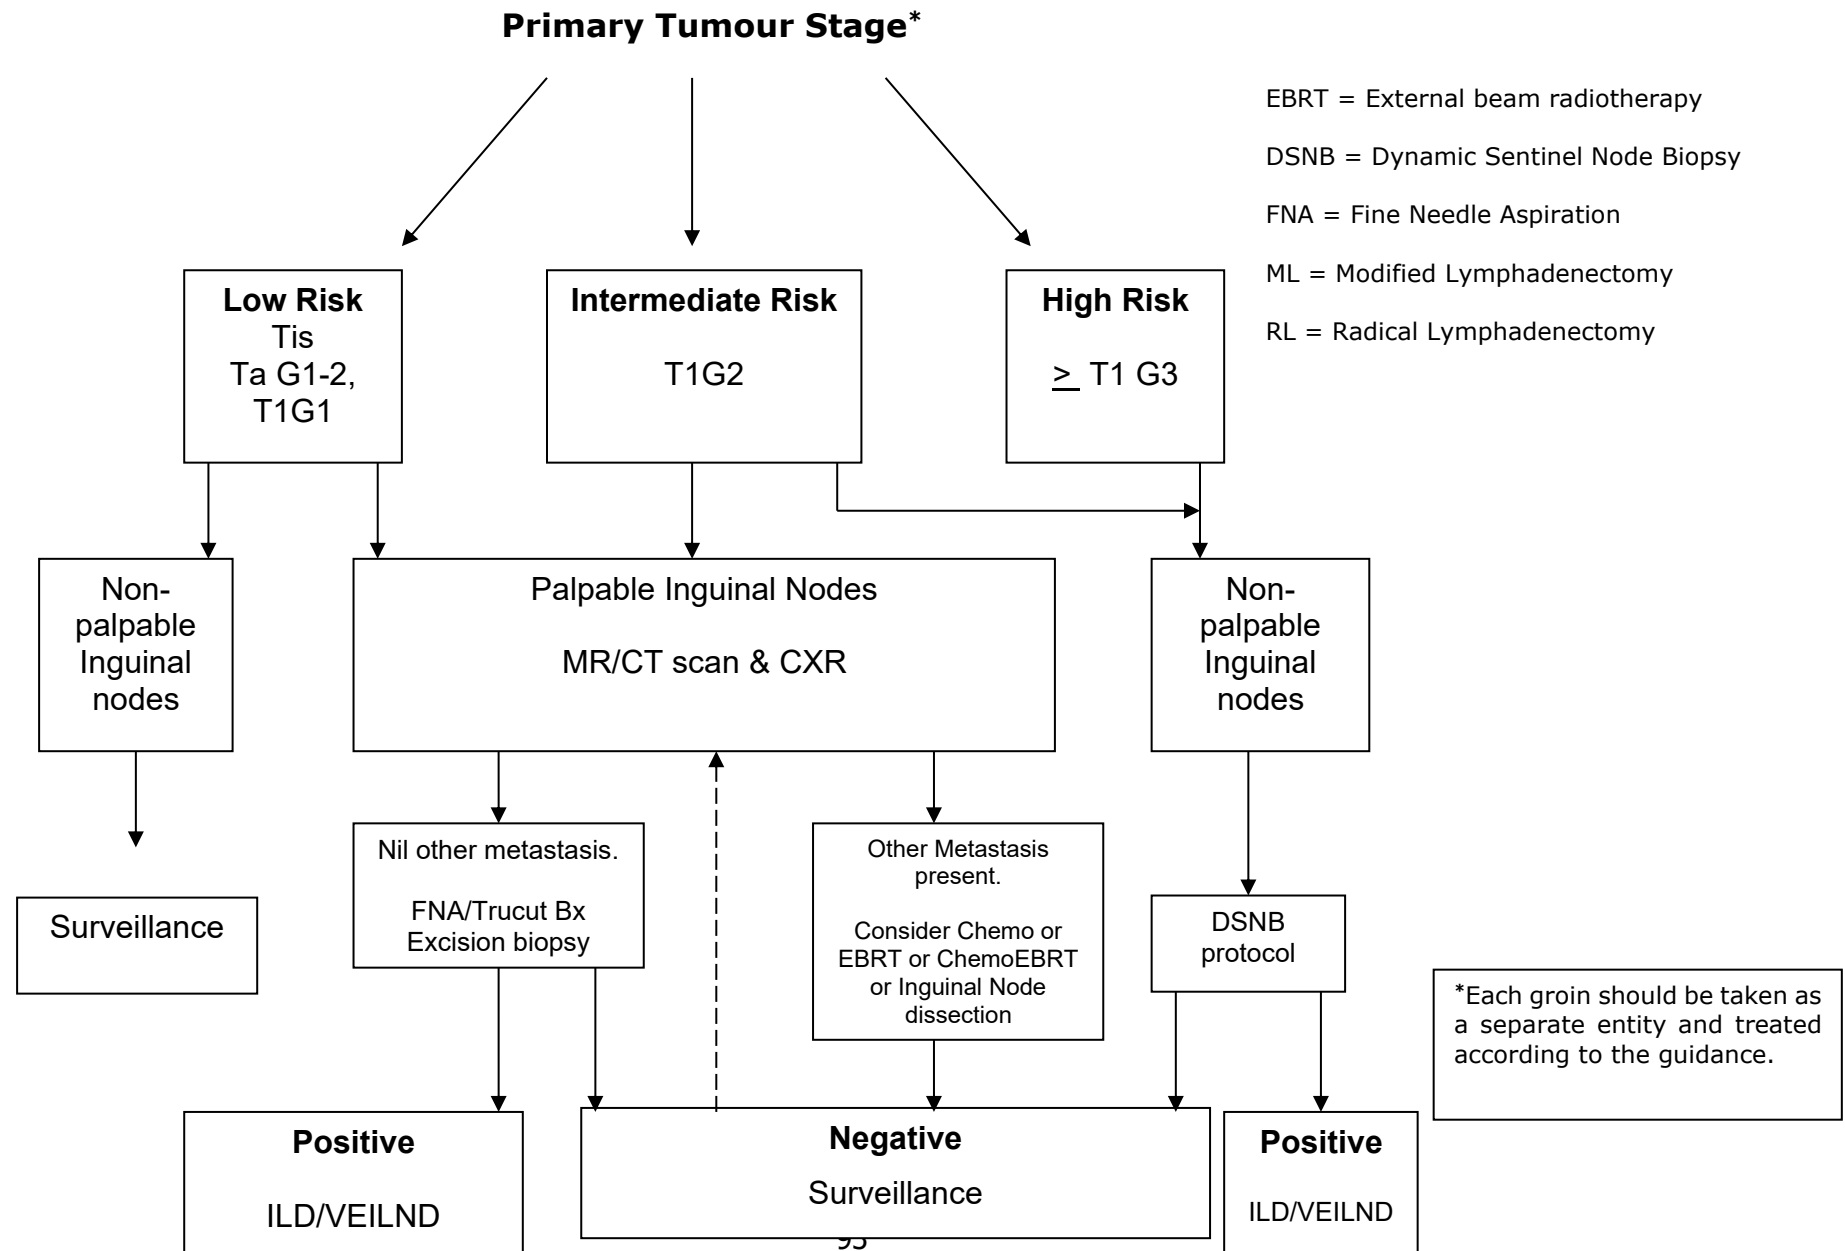 Primary Tumour Stage*
EBRT = External beam radiotherapy
DSNB = Dynamic Sentinel Node Biopsy
FNA = Fine Needle Aspiration
ML = Modified Lymphadenectomy
RL = Radical Lymphadenectomy
Low Risk
Tis
Ta G1-2,
T1G1
Intermediate Risk
T1G2
High Risk
> T1 G3
Non-
palpable
Inguinal
nodes
Palpable Inguinal Nodes
MR/CT scan & CXR
Non-
palpable
Inguinal
nodes
Surveillance
Nil other metastasis.
FNA/Trucut Bx
Excision biopsy
Other Metastasis
present.
Consider Chemo or
EBRT or ChemoEBRT
or Inguinal Node
dissection
DSNB
protocol
*Each groin should be taken as
a separate entity and treated
according to the guidance.
Positive
ILD/VEILND
Negative
Surveillance
Positive
ILD/VEILND